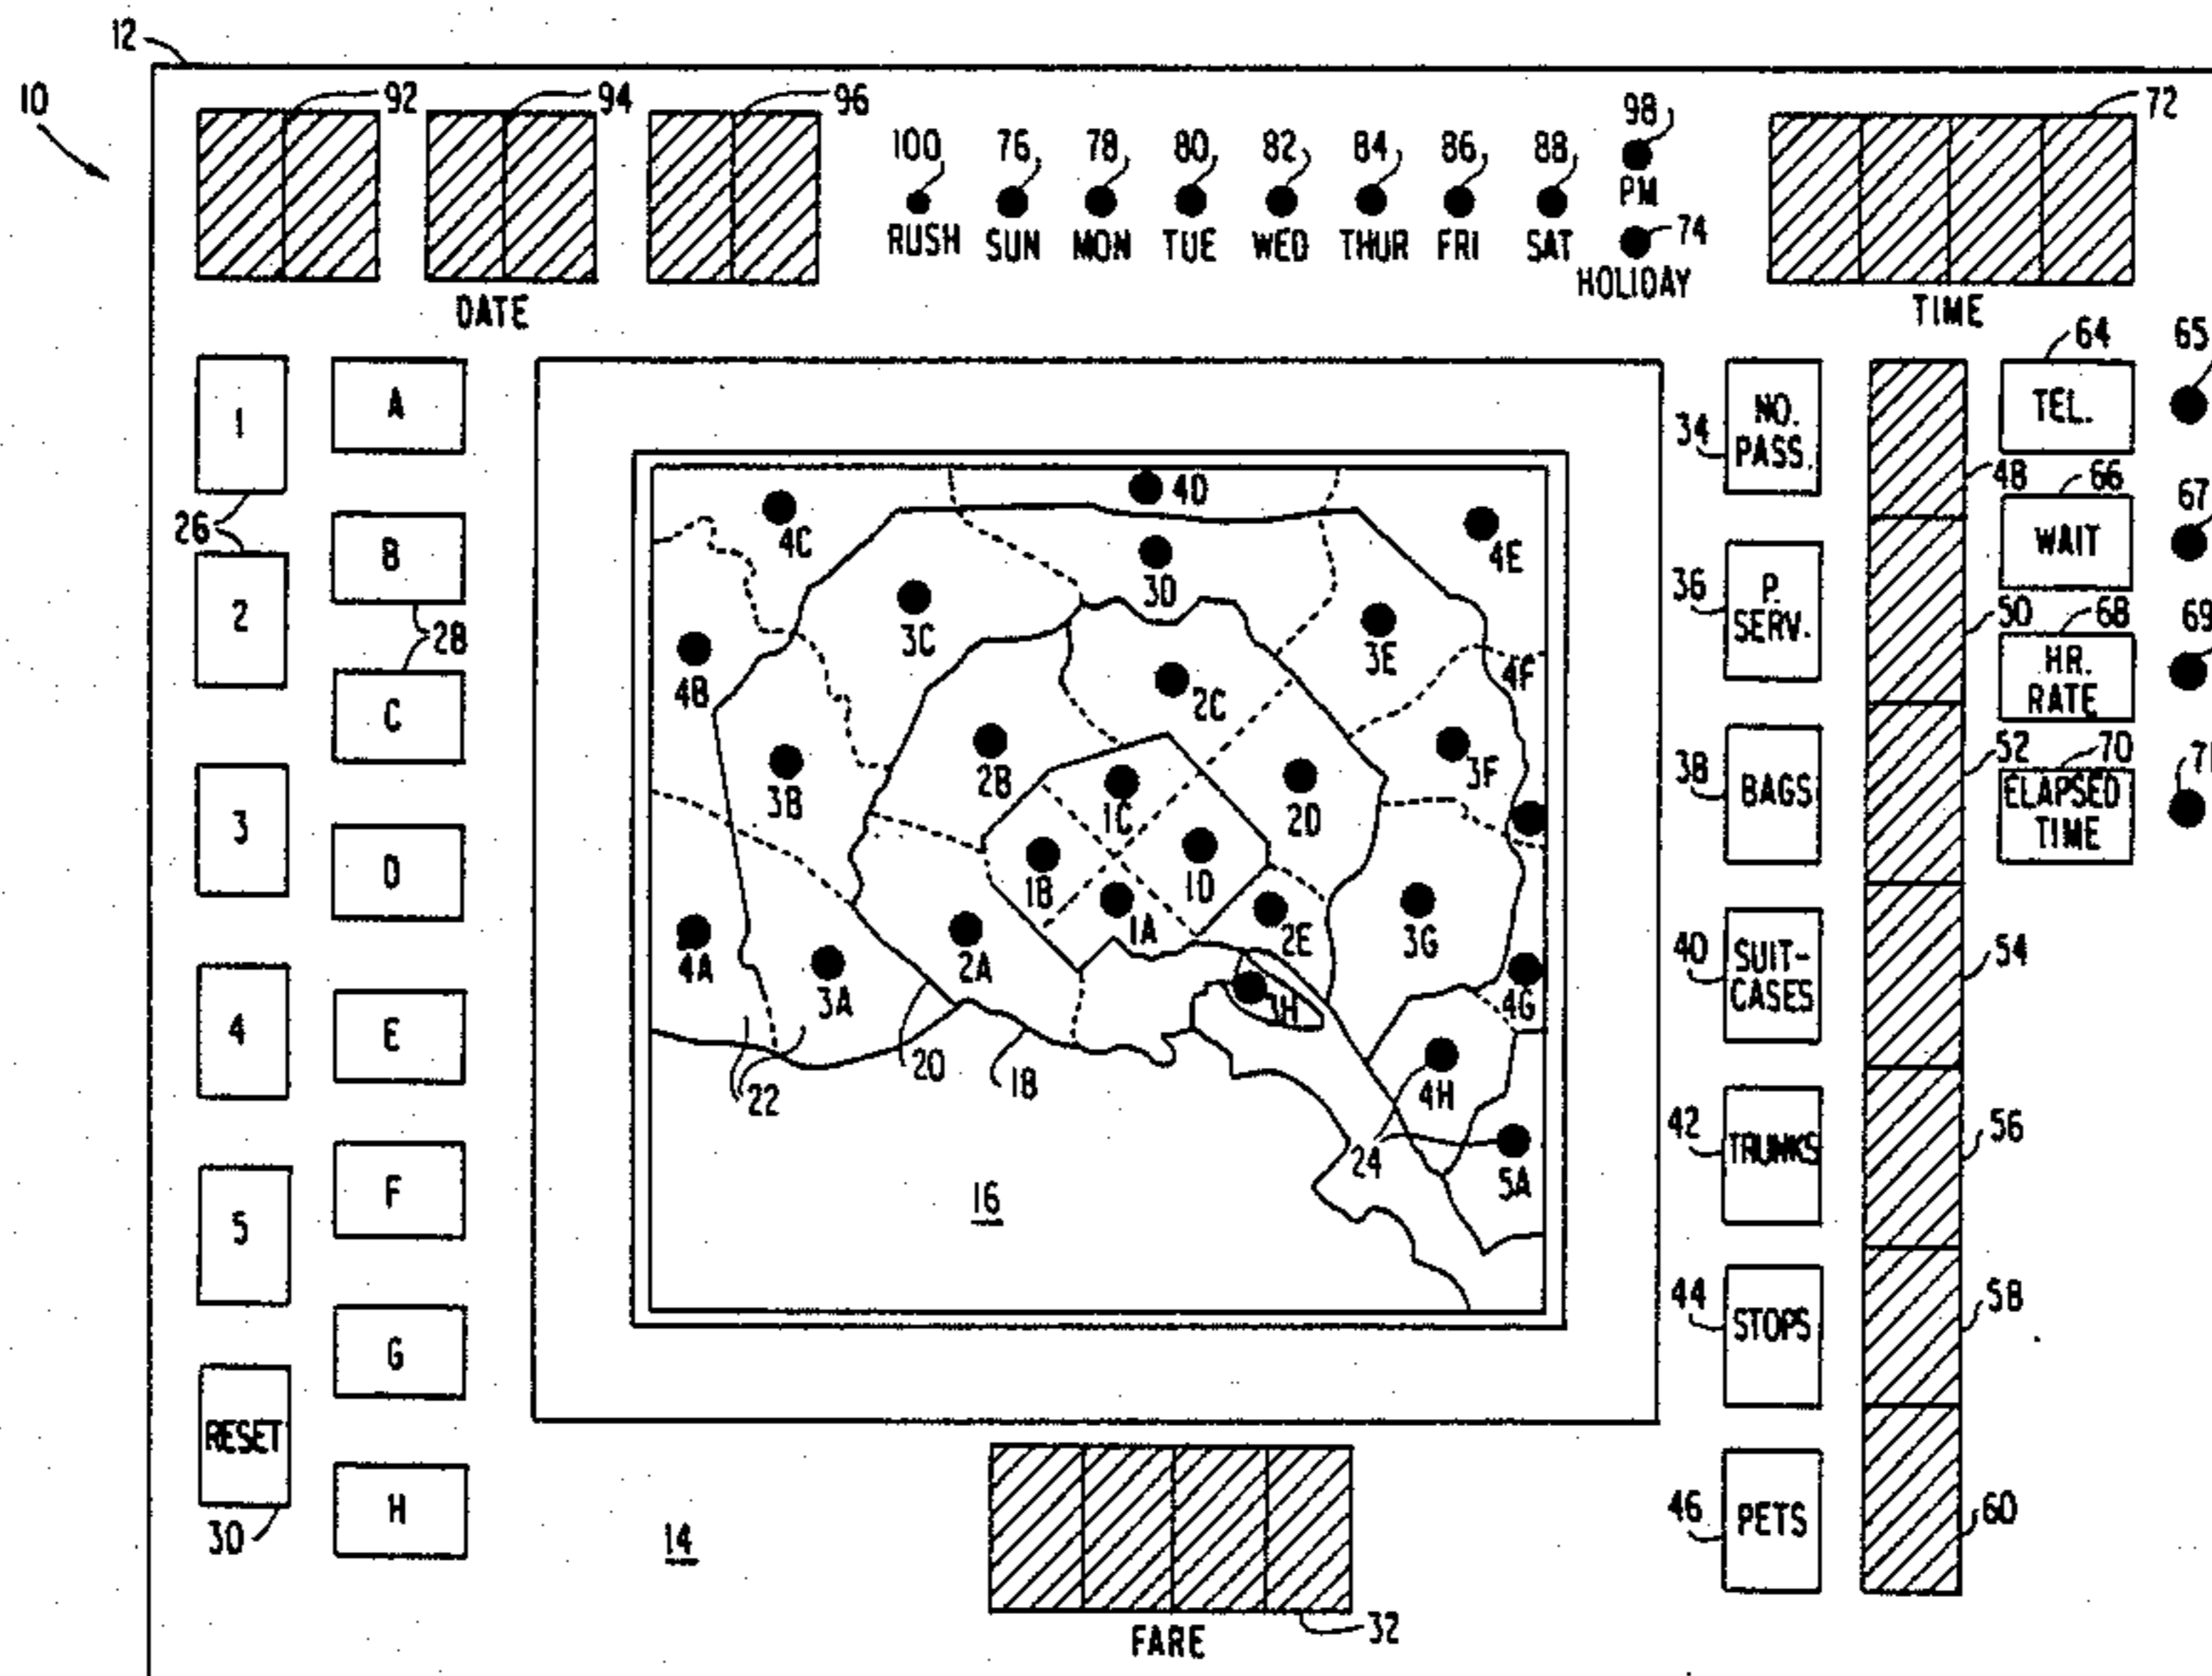 12
10
92
94
96
100 76 78 80 82 84 86 88 98
72
PM
RUSH SUN MON TUE WED THUR FRI SAT
74
HOLIDAY
DATE
TIME
1
2
3
4
5
RESET
26
30
A
B
C
D
E
F
G
H
28
4C
4D
4E
3D
3C
3E
4B
4F
2C
3B
2B
3F
1C
2D
1B
1D
1A
2E
3G
4A
3A
2A
3H
4G
20
18
22
4H
24
5A
16
14
FARE
32
34
NO.
PASS.
36
P.
SERV.
38
BAGS
40
SUIT-
CASES
42
TRUNKS
44
STOPS
46
PETS
48
50
52
54
56
58
60
64
TEL.
65
66
WAIT
67
68
HR.
RATE
69
70
ELAPSED
TIME
71